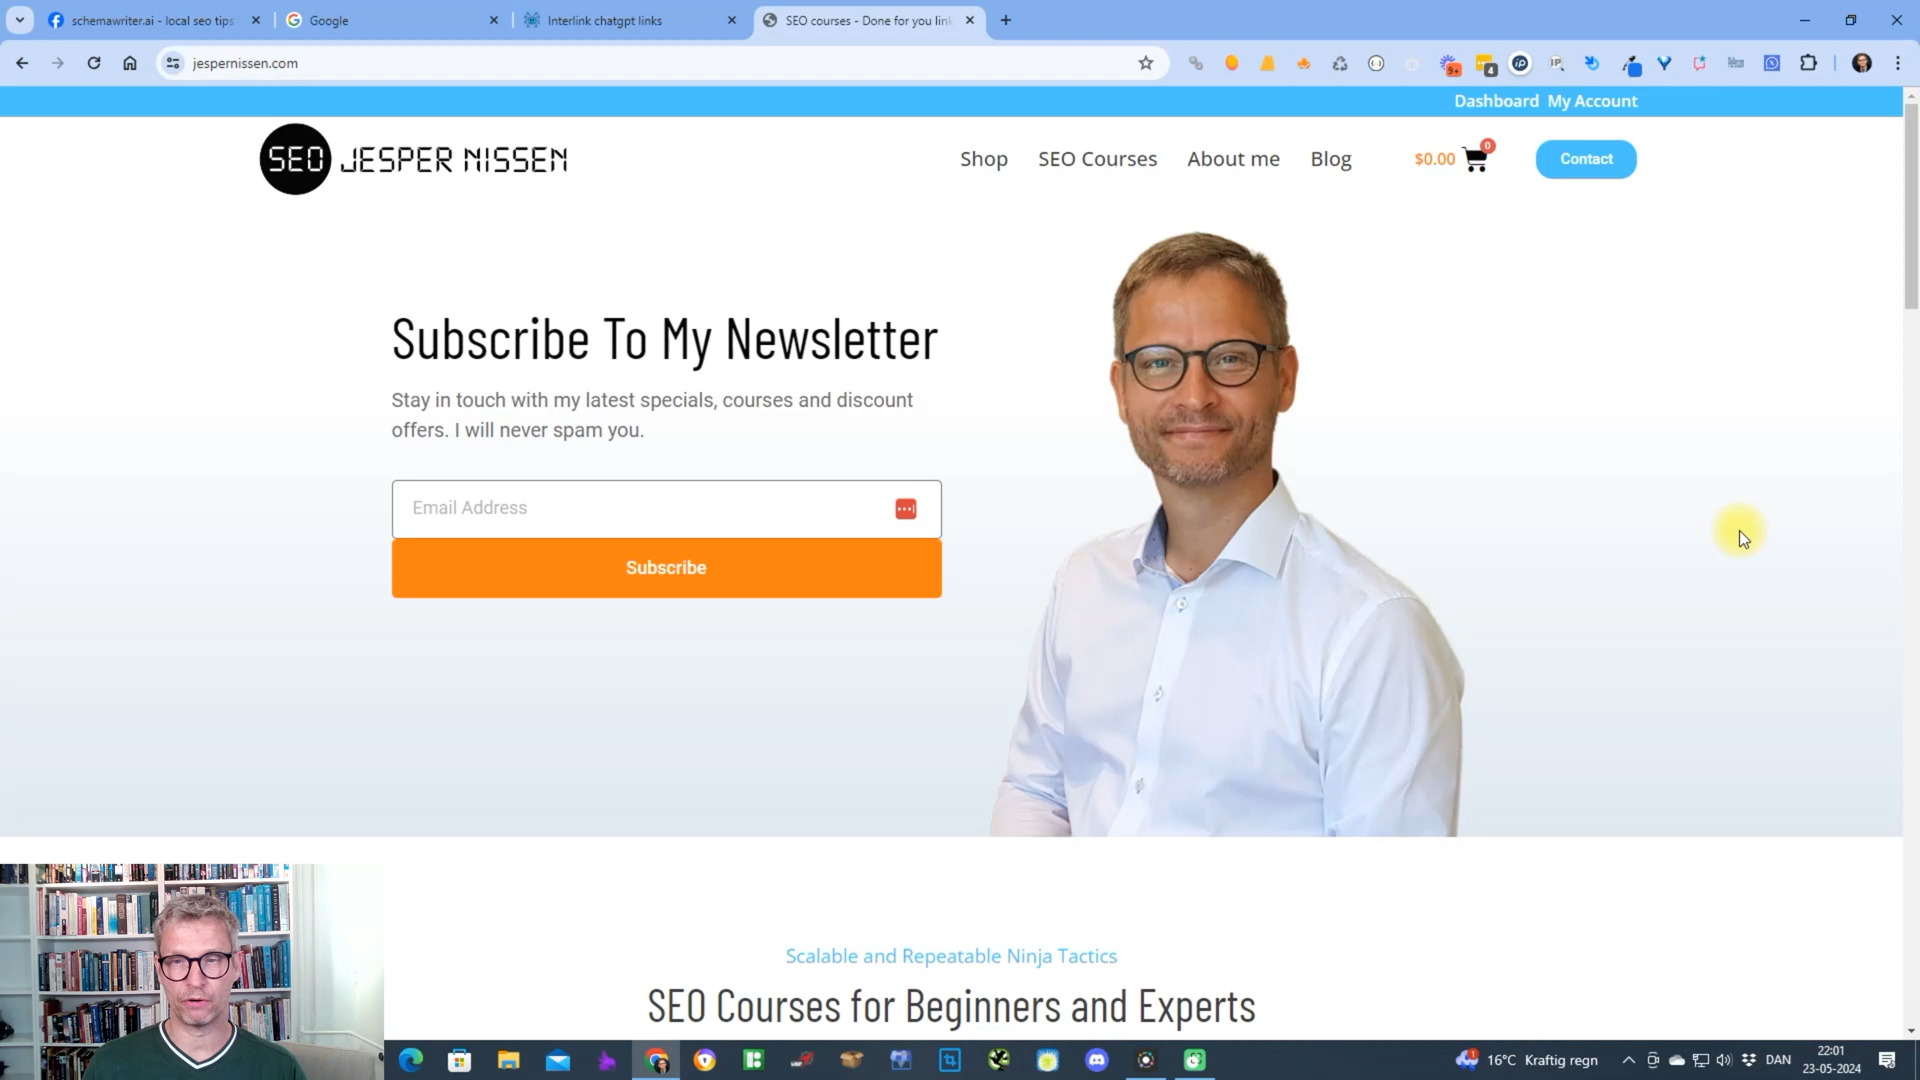 schemawriter.ai - local seo tips
Google
Interlink chatgpt links
SEO courses - Done for you lin
jespernissen.com
9+
4
Dashboard My Account
SEO JESPER NISSEN
Shop SEO Courses About me Blog $0.00 0 Contact
Subscribe To My Newsletter
Stay in touch with my latest specials, courses and discount
offers. I will never spam you.
Email Address
Subscribe
Scalable and Repeatable Ninja Tactics
SEO Courses for Beginners and Experts
16°C Kraftig regn
DAN
22:01
23-05-2024